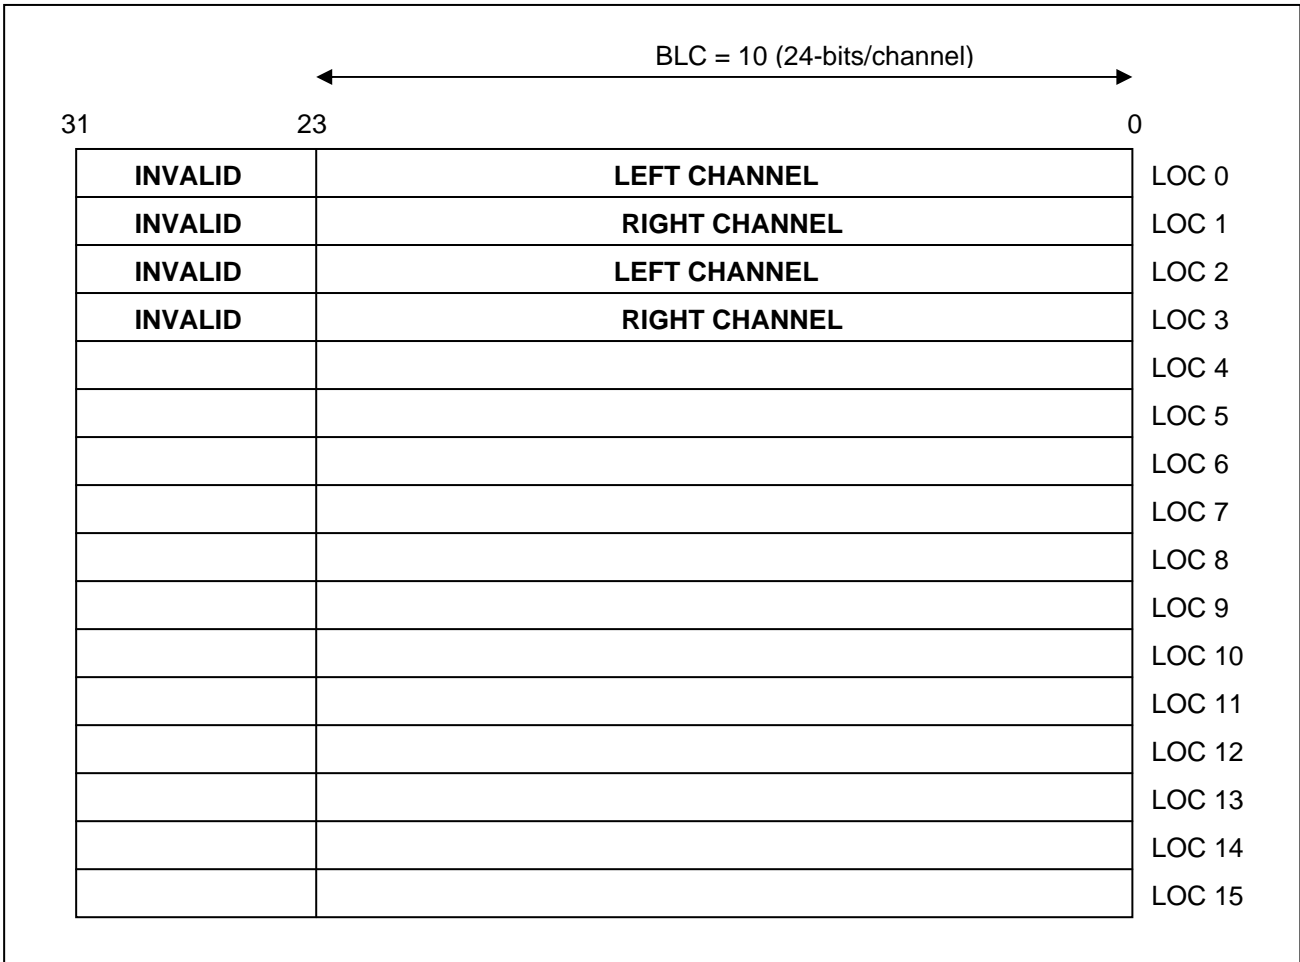 BLC = 10 (24-bits/channel)
31 23 0
INVALID LEFT CHANNEL LOC 0
INVALID RIGHT CHANNEL LOC 1
INVALID LEFT CHANNEL LOC 2
INVALID RIGHT CHANNEL LOC 3
LOC 4
LOC 5
LOC 6
LOC 7
LOC 8
LOC 9
LOC 10
LOC 11
LOC 12
LOC 13
LOC 14
LOC 15